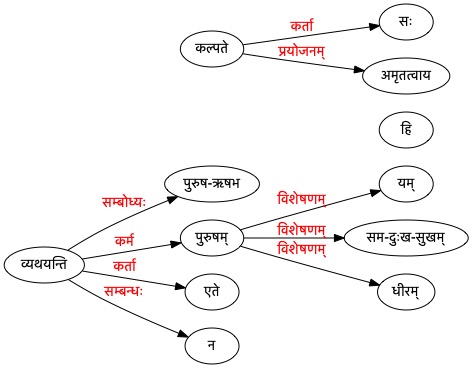 कर्ता
सः
कल्पते
प्रयोजनम्
अमृतत्वाय
हि
पुरुष-ऋषभ
यम्
सम्बोध्यः
विशेषणम्
कर्म
पुरुषम्
विशेषणम्
सम-दुःख-सुखम्
विशेषणम्
व्यथयन्ति
कर्ता
एते
धीरम्
सम्बन्धः
न